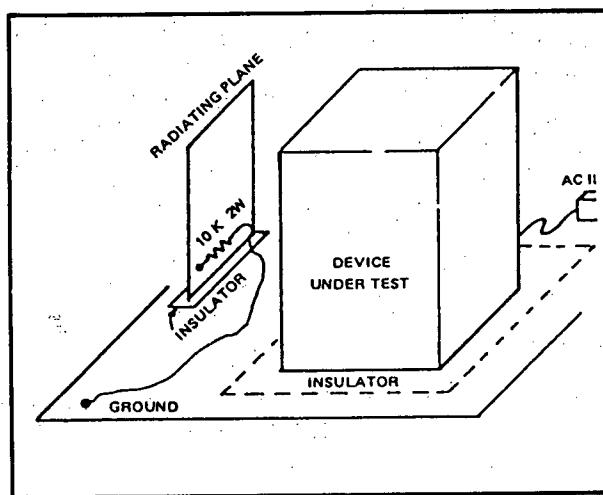 RADIATING PLANE
10 K 2W
INSULATOR
AC
DEVICE
UNDER TEST
INSULATOR
GROUND